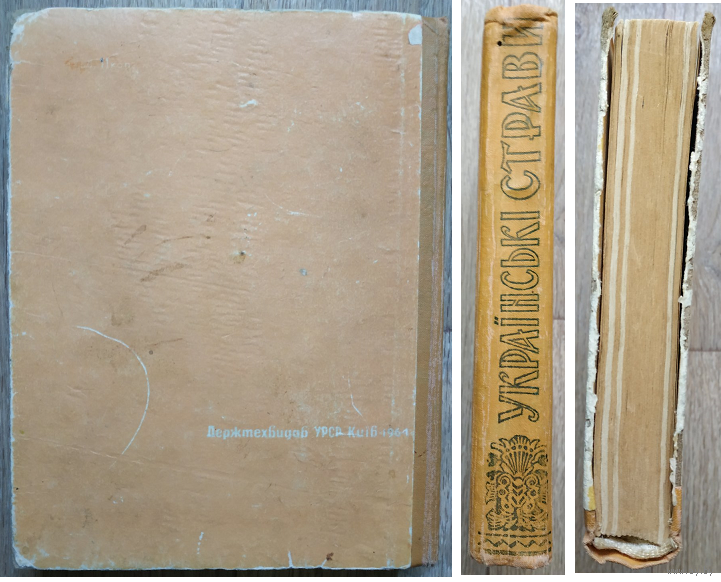 Держтехвидав УРСР Київ 1964
УКРАЇНСЬКІ СТРАВИ